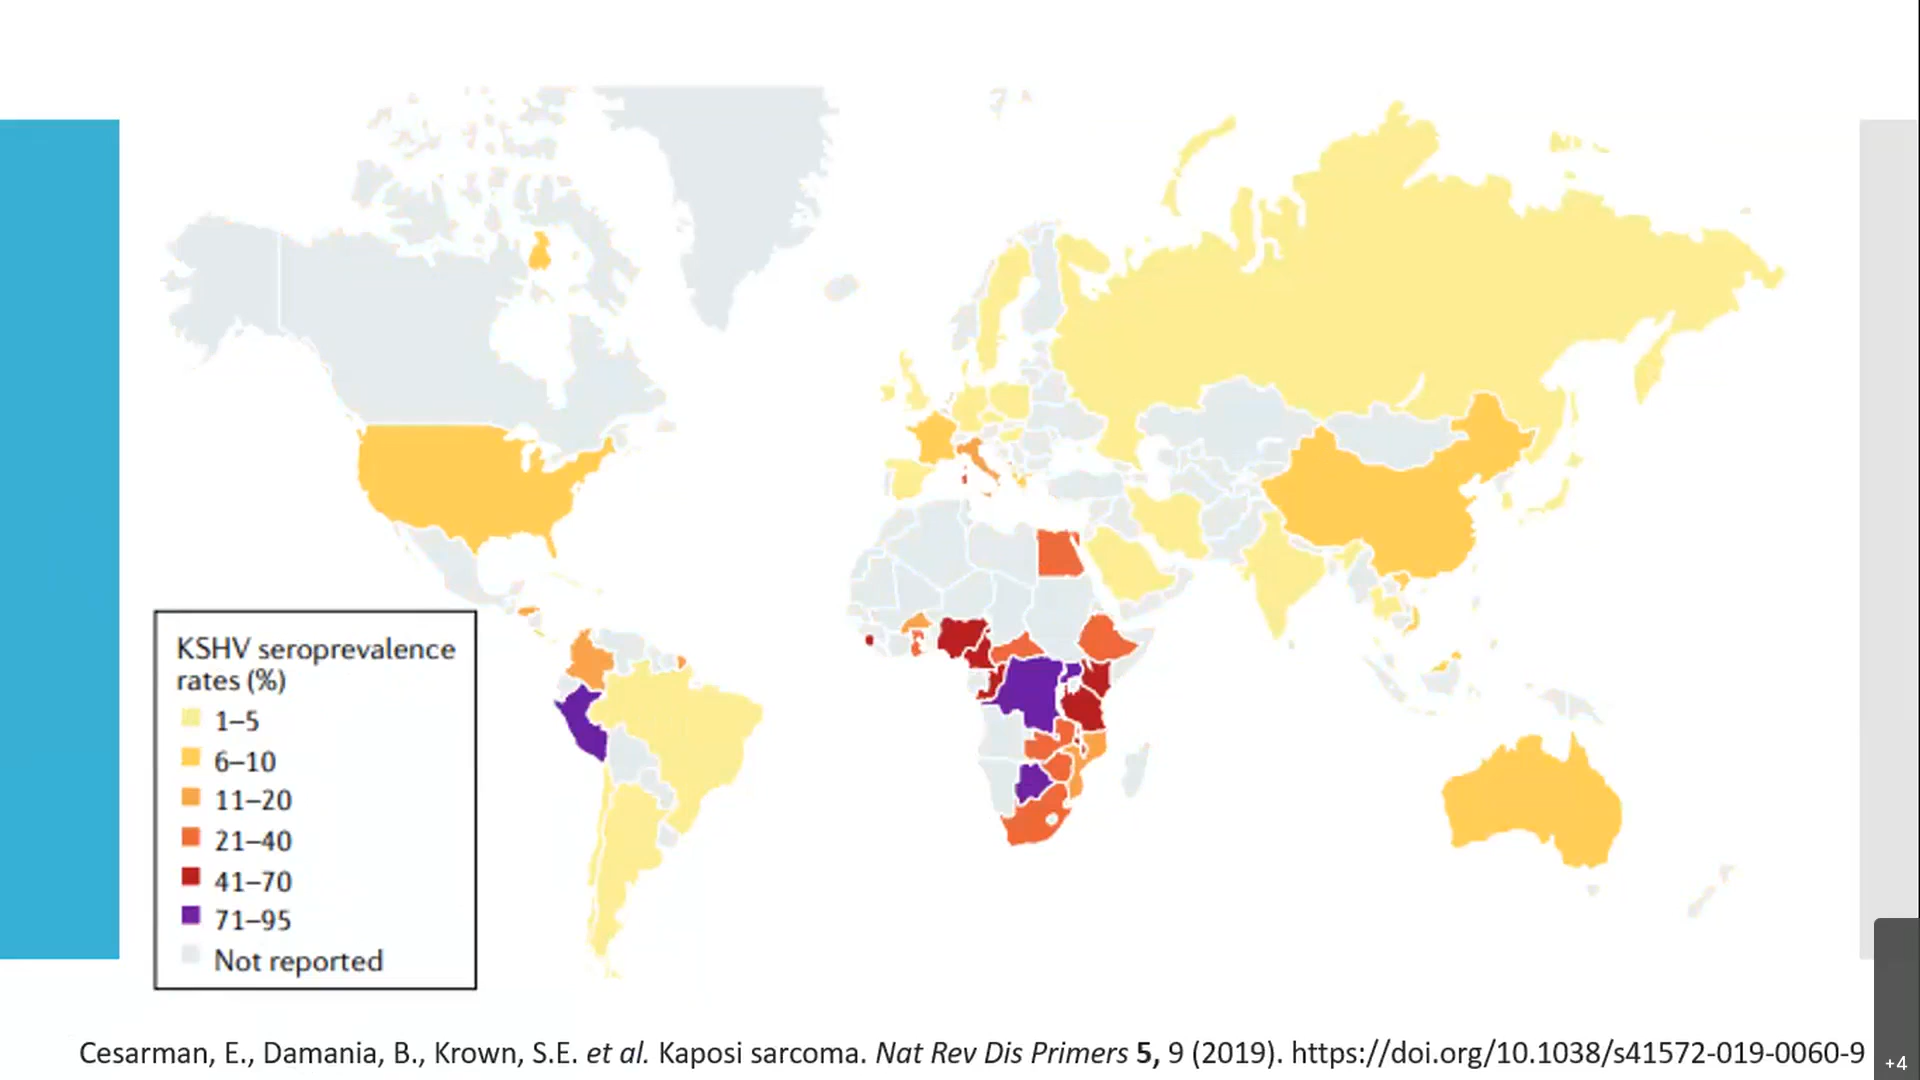 KSHV seroprevalence
rates (%)
1–5
6–10
11–20
21–40
41–70
71–95
Not reported
Cesarman, E., Damania, B., Krown, S.E. et al. Kaposi sarcoma. Nat Rev Dis Primers 5, 9 (2019). https://doi.org/10.1038/s41572-019-0060-9
+4